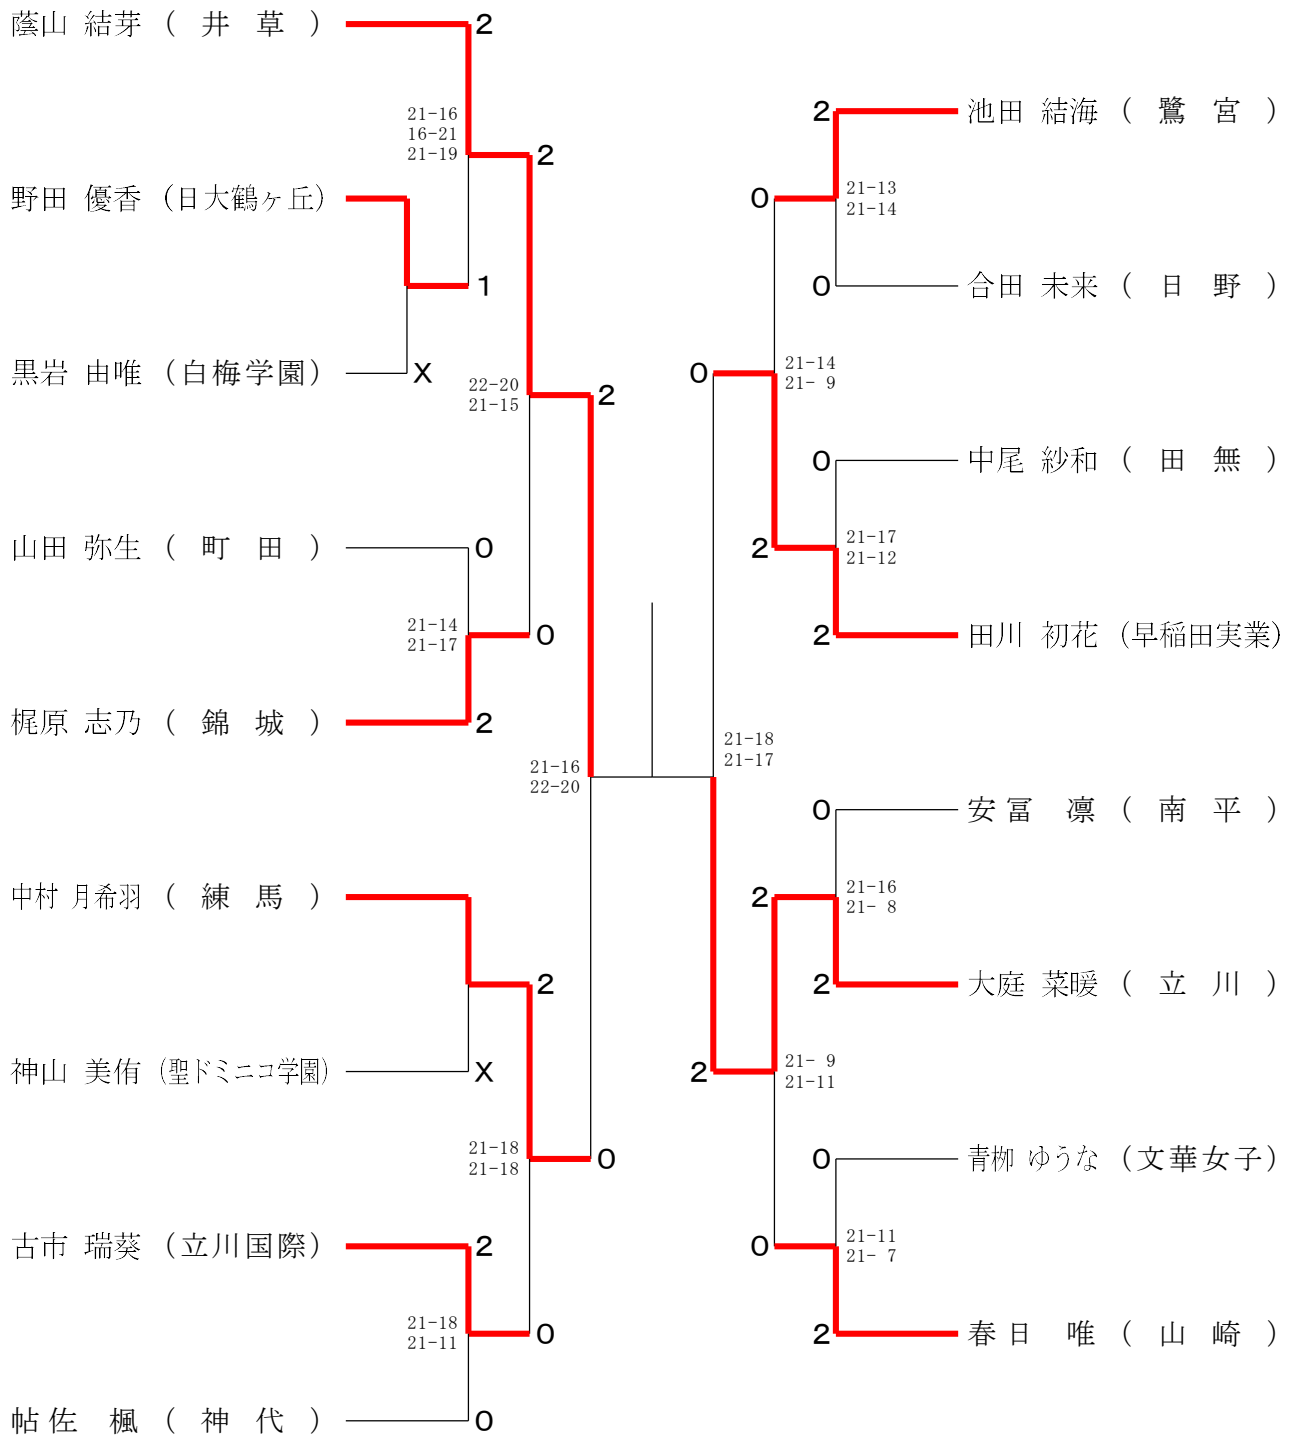 蔭山 結芽 ( 井 草 )
2
21-16
16-21
21-19
2
野田 優香 (日大鶴ヶ丘)
1
黒岩 由唯 (白梅学園)
X
22-20
21-15
2
山田 弥生 ( 町 田 )
0
21-14
21-17
0
梶原 志乃 ( 錦 城 )
2
21-16
22-20
中村 月希羽 ( 練 馬 )
2
神山 美侑 (聖ドミニコ学園)
X
21-18
21-18
0
古市 瑞葵 (立川国際)
2
21-18
21-11
0
帖佐 楓 ( 神 代 )
0
2
池田 結海 ( 鷺 宮 )
0
21-13
21-14
0
合田 未来 ( 日 野 )
0
21-14
21- 9
0
中尾 紗和 ( 田 無 )
2
21-17
21-12
2
田川 初花 (早稲田実業)
21-18
21-17
0
安冨 凛 ( 南 平 )
2
21-16
21- 8
2
大庭 菜暖 ( 立 川 )
2
21- 9
21-11
0
青栁 ゆうな (文華女子)
0
21-11
21- 7
2
春日 唯 ( 山 崎 )